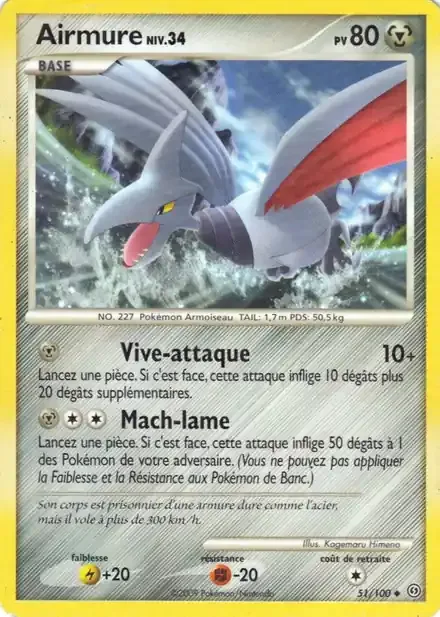 Airmure NIV.34 PV 80
BASE
NO. 227 Pokémon Armoiseau TAIL: 1,7 m PDS: 50,5 kg
Vive-attaque 10+
Lancez une pièce. Si c'est face, cette attaque inflige 10 dégâts plus
20 dégâts supplémentaires.
Mach-lame
Lancez une pièce. Si c'est face, cette attaque inflige 50 dégâts à 1
des Pokémon de votre adversaire. (Vous ne pouvez pas appliquer
la Faiblesse et la Résistance aux Pokémon de Banc.)
Son corps est prisonnier d'une armure dure comme l'acier,
mais il vole à plus de 300 km/h.
Illus. Kagemaru Himeno
faiblesse résistance coût de retraite
+20 -20
©2009 Pokémon/Nintendo 51/100